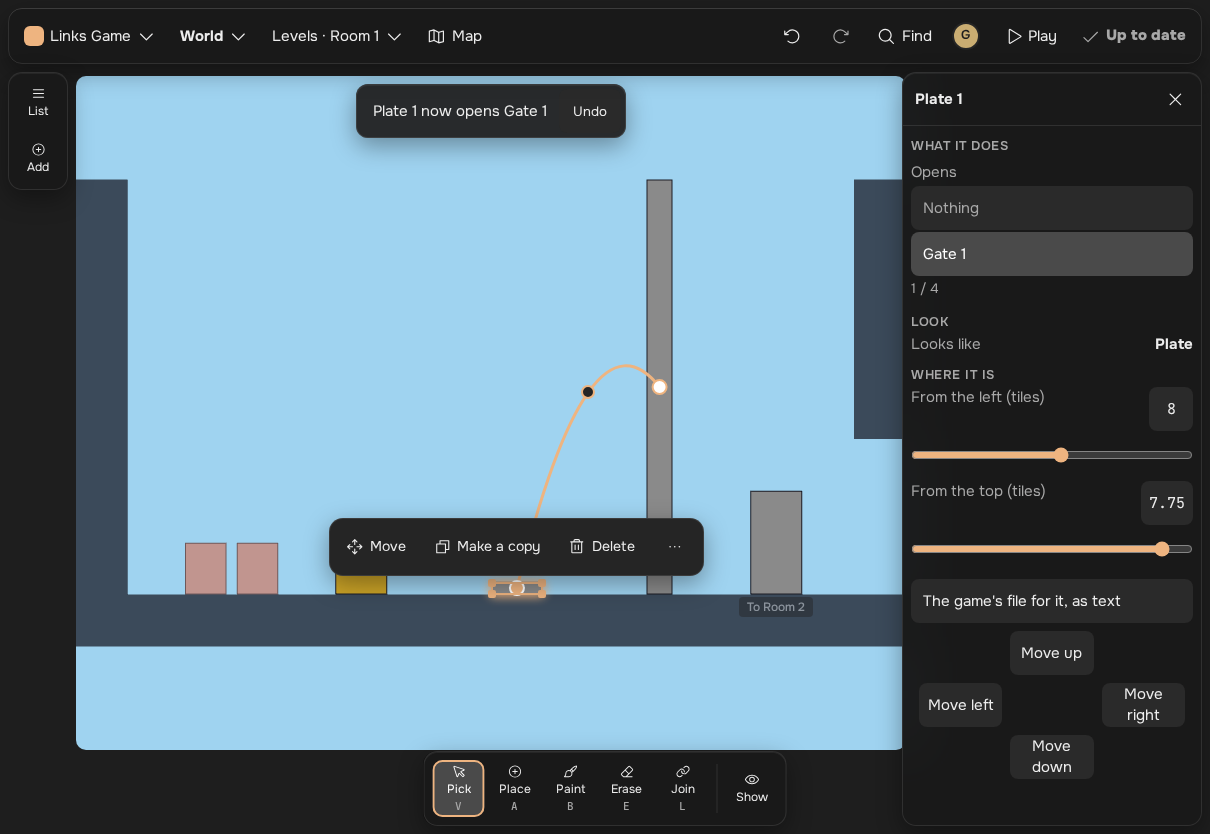 Links Game
World
Levels · Room 1
Map
Find
G
Play
Up to date
List
Add
Plate 1 now opens Gate 1
Undo
Move
Make a copy
Delete
···
To Room 2
Pick
V
Place
A
Paint
B
Erase
E
Join
L
Show
Plate 1
WHAT IT DOES
Opens
Nothing
Gate 1
1 / 4
LOOK
Looks like
Plate
WHERE IT IS
From the left (tiles)
8
From the top (tiles)
7.75
The game's file for it, as text
Move up
Move left
Move
right
Move
down